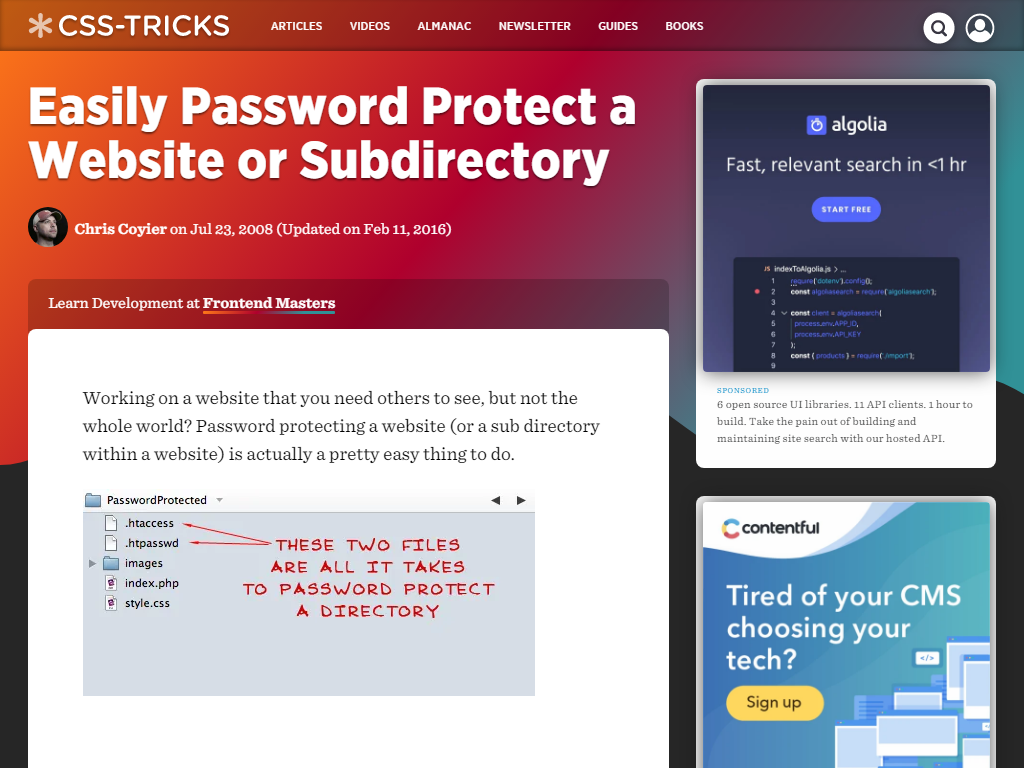 CSS-TRICKS
ARTICLES VIDEOS ALMANAC NEWSLETTER GUIDES BOOKS
Easily Password Protect a
Website or Subdirectory
Chris Coyier on Jul 23, 2008 (Updated on Feb 11, 2016)
Learn Development at Frontend Masters
Working on a website that you need others to see, but not the
whole world? Password protecting a website (or a sub directory
within a website) is actually a pretty easy thing to do.
PasswordProtected
.htaccess
.htpasswd
images
index.php
style.css
THESE TWO FILES
ARE ALL IT TAKES
TO PASSWORD PROTECT
A DIRECTORY
algolia
Fast, relevant search in <1 hr
START FREE
JS indexToAlgolia.js > ...
1 require('dotenv').config();
2 const algoliasearch = require('algoliasearch');
3
4 const client = algoliasearch(
5 process.env.APP_ID,
6 process.env.API_KEY
7 );
8 const { products } = require('./import');
9
SPONSORED
6 open source UI libraries. 11 API clients. 1 hour to
build. Take the pain out of building and
maintaining site search with our hosted API.
contentful
Tired of your CMS
choosing your
tech?
</>
Sign up